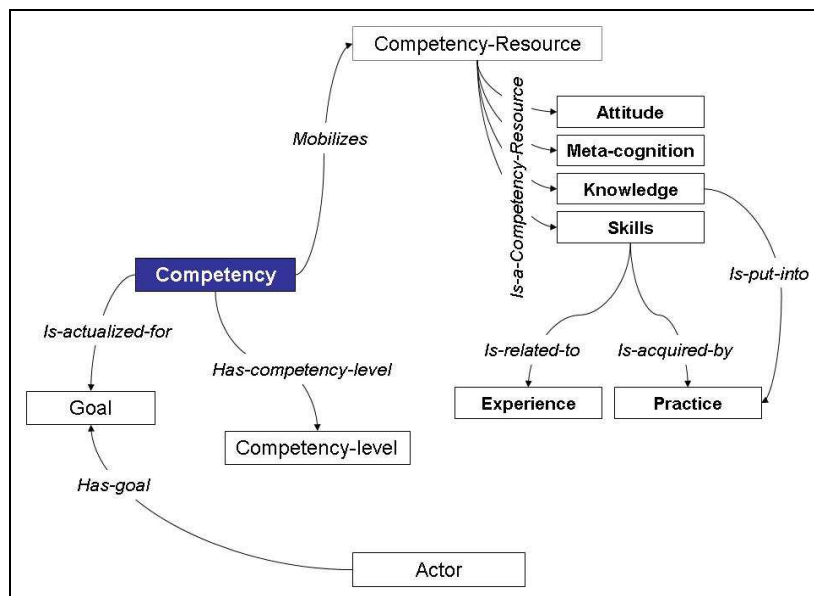 Competency-Resource
Is-a-Competency-Resource
Attitude
Mobilizes
Meta-cognition
Knowledge
Skills
Competency
Is-put-into
Is-actualized-for
Is-related-to
Is-acquired-by
Has-competency-level
Goal
Experience
Practice
Competency-level
Has-goal
Actor